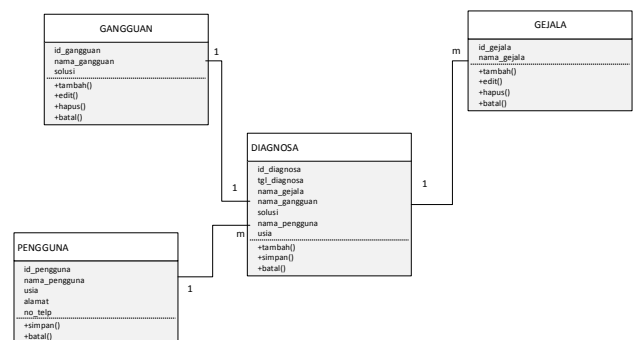 GANGGUAN
id_gangguan
nama_gangguan
solusi
+tambah()
+edit()
+hapus()
+batal()
1
GEJALA
id_gejala
nama_gejala
+tambah()
+edit()
+hapus()
+batal()
m
DIAGNOSA
id_diagnosa
tgl_diagnosa
nama_gejala
nama_gangguan
solusi
nama_pengguna
usia
+tambah()
+simpan()
+batal()
1
1
m
PENGGUNA
id_pengguna
nama_pengguna
usia
alamat
no_telp
+simpan()
+batal()
1